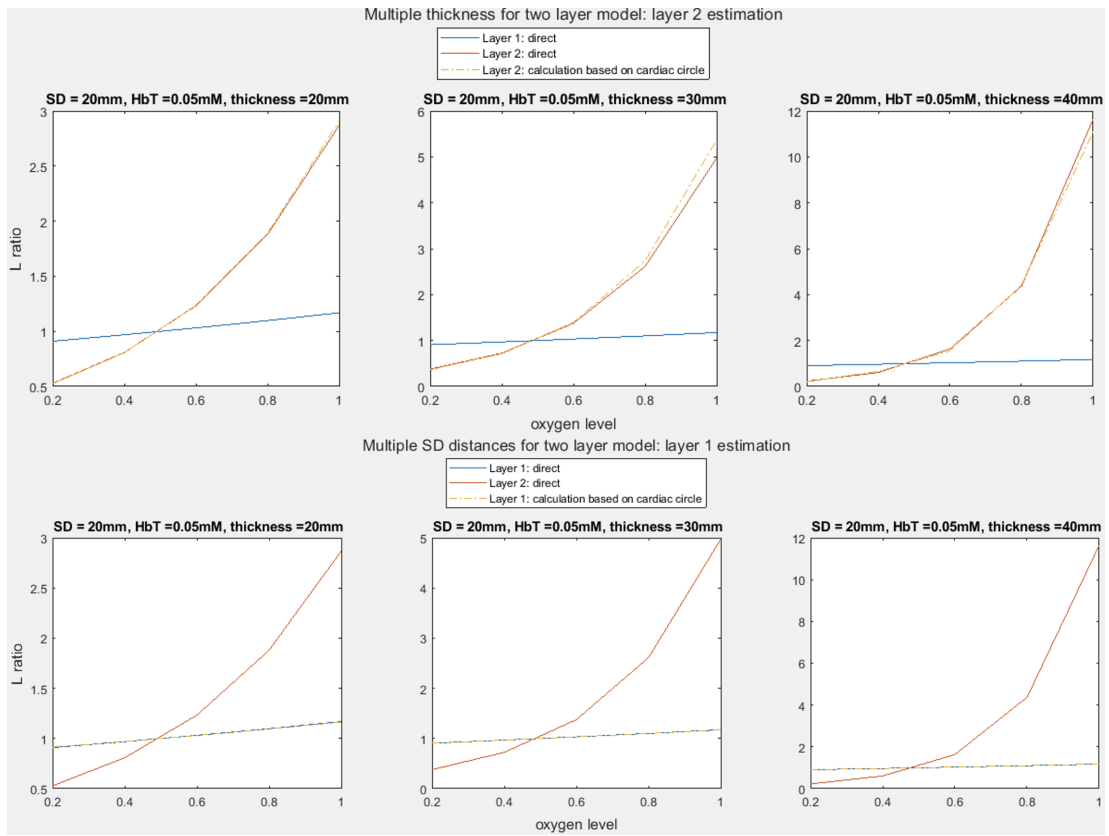 Multiple thickness for two layer model: layer 2 estimation
Layer 1: direct
Layer 2: direct
Layer 2: calculation based on cardiac circle
SD = 20mm, HbT =0.05mM, thickness =20mm
SD = 20mm, HbT =0.05mM, thickness =30mm
SD = 20mm, HbT =0.05mM, thickness =40mm
L ratio
3
2.5
2
1.5
1
0.5
0.2 0.4 0.6 0.8 1
6
5
4
3
2
1
0
0.2 0.4 0.6 0.8 1
12
10
8
6
4
2
0
0.2 0.4 0.6 0.8 1
oxygen level
Multiple SD distances for two layer model: layer 1 estimation
Layer 1: direct
Layer 2: direct
Layer 1: calculation based on cardiac circle
SD = 20mm, HbT =0.05mM, thickness =20mm
SD = 20mm, HbT =0.05mM, thickness =30mm
SD = 20mm, HbT =0.05mM, thickness =40mm
L ratio
3
2.5
2
1.5
1
0.5
0.2 0.4 0.6 0.8 1
5
4
3
2
1
0
0.2 0.4 0.6 0.8 1
12
10
8
6
4
2
0
0.2 0.4 0.6 0.8 1
oxygen level